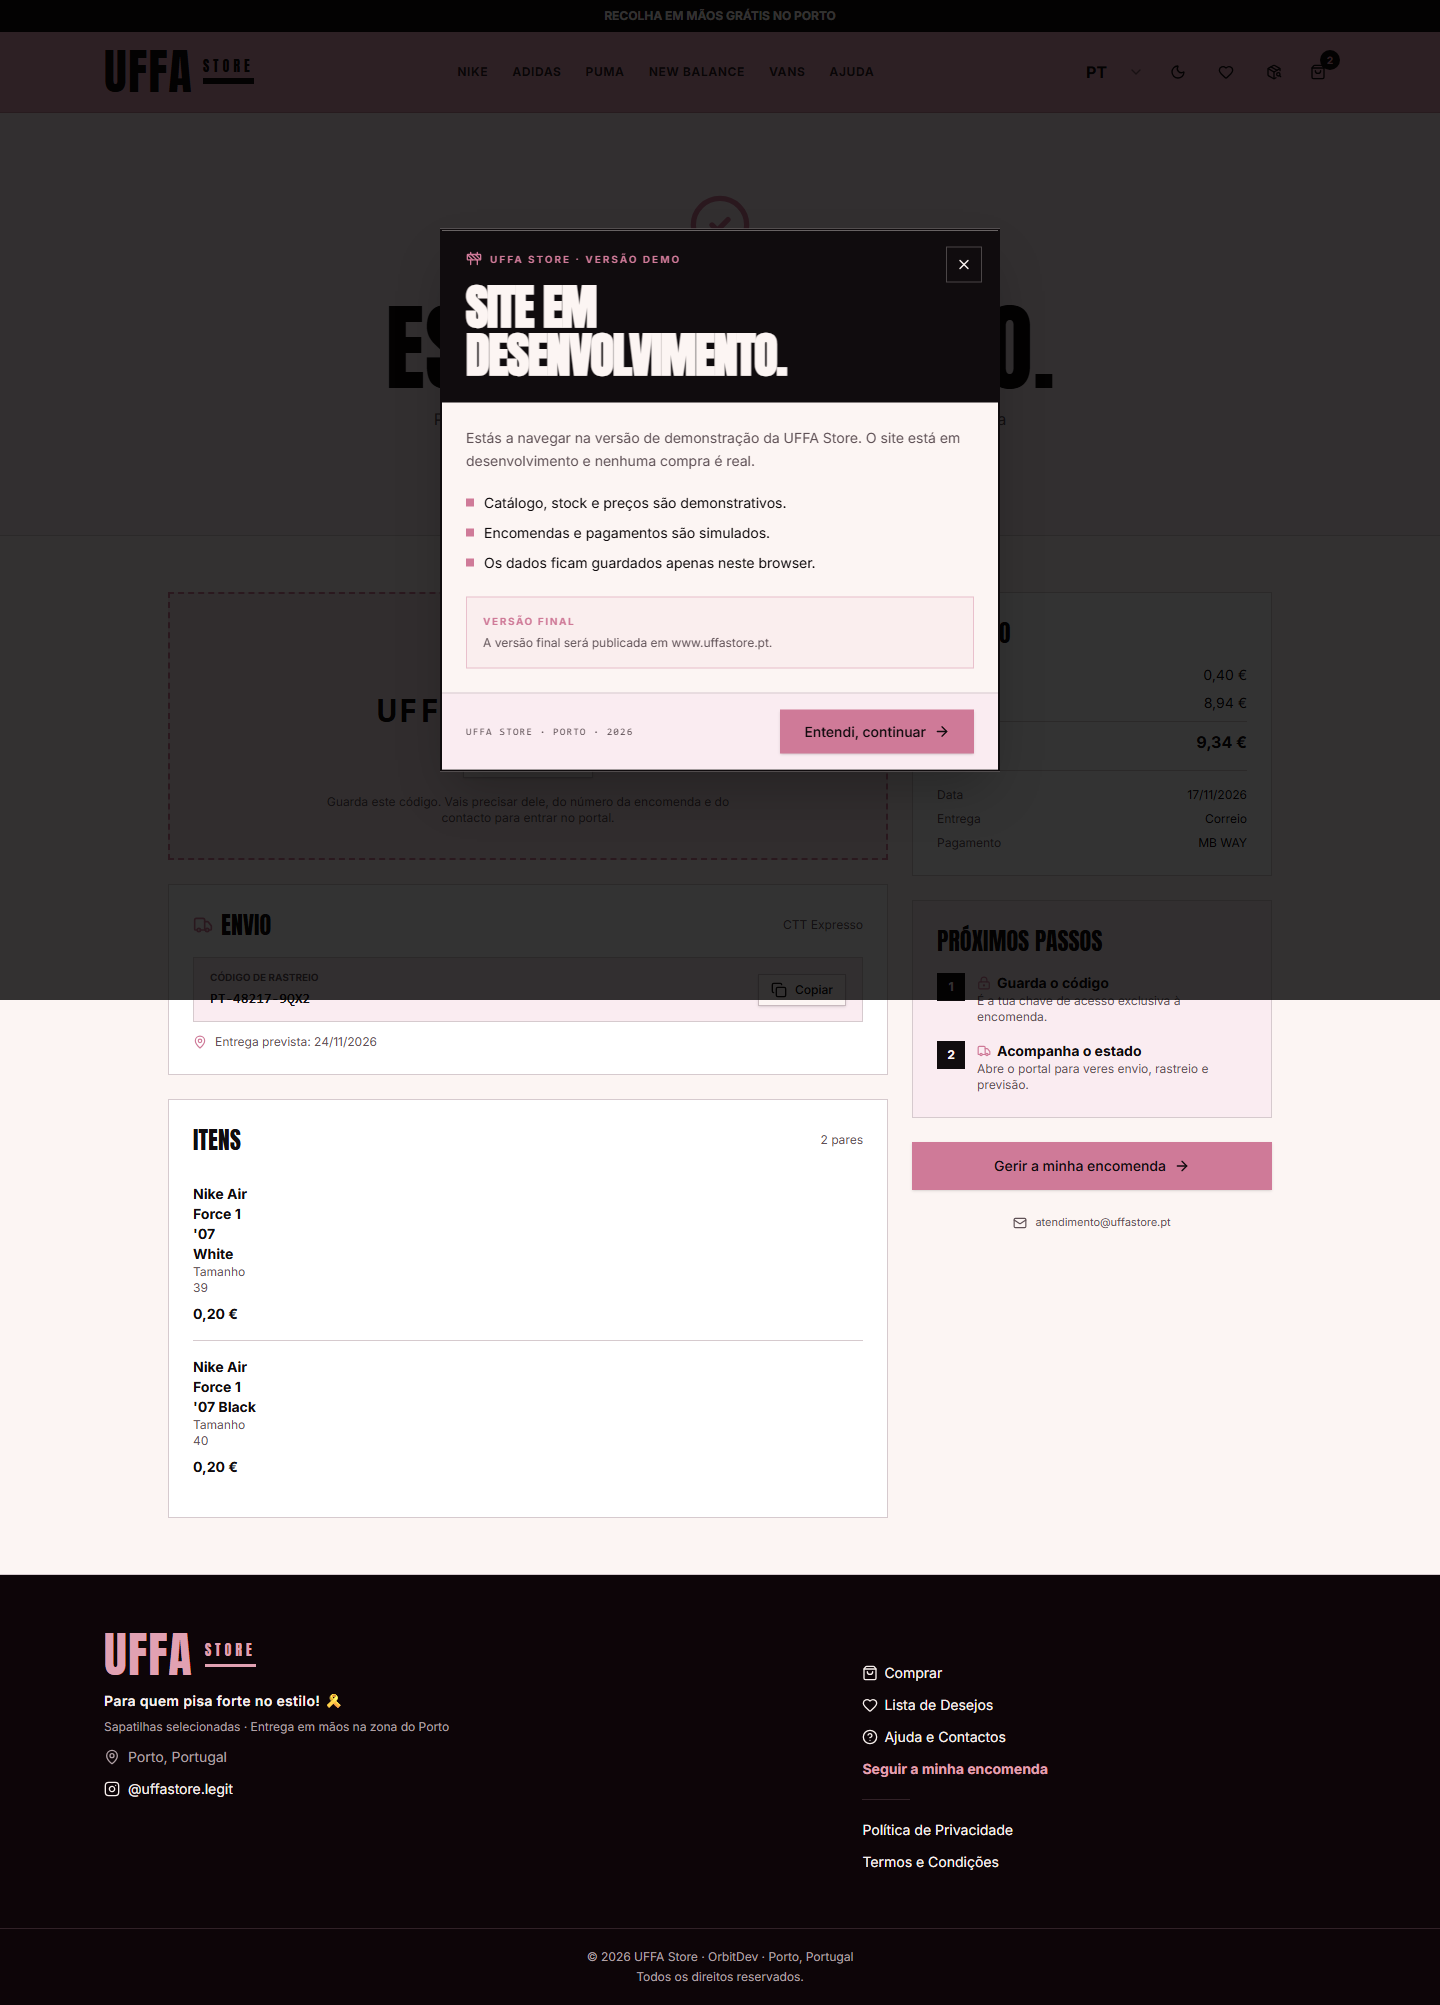 RECOLHA EM MÃOS GRÁTIS NO PORTO
UFFA STORE
NIKE ADIDAS PUMA NEW BALANCE VANS AJUDA
PT
2
UFFA STORE · VERSÃO DEMO
SITE EM
DESENVOLVIMENTO.
Estás a navegar na versão de demonstração da UFFA Store. O site está em
desenvolvimento e nenhuma compra é real.
Catálogo, stock e preços são demonstrativos.
Encomendas e pagamentos são simulados.
Os dados ficam guardados apenas neste browser.
VERSÃO FINAL
A versão final será publicada em www.uffastore.pt.
UFFA STORE · PORTO · 2026
Entendi, continuar
Guarda este código. Vais precisar dele, do número da encomenda e do
contacto para entrar no portal.
0,40 €
8,94 €
9,34 €
Data 17/11/2026
Entrega Correio
Pagamento MB WAY
ENVIO
CTT Expresso
CÓDIGO DE RASTREIO
PT-48217-9QX2
Copiar
Entrega prevista: 24/11/2026
PRÓXIMOS PASSOS
1 Guarda o código
É a tua chave de acesso exclusiva à
encomenda.
2 Acompanha o estado
Abre o portal para veres envio, rastreio e
previsão.
Gerir a minha encomenda
atendimento@uffastore.pt
ITENS
2 pares
Nike Air
Force 1
'07
White
Tamanho
39
0,20 €
Nike Air
Force 1
'07 Black
Tamanho
40
0,20 €
UFFA STORE
Para quem pisa forte no estilo!
Sapatilhas selecionadas · Entrega em mãos na zona do Porto
Porto, Portugal
@uffastore.legit
Comprar
Lista de Desejos
Ajuda e Contactos
Seguir a minha encomenda
Política de Privacidade
Termos e Condições
© 2026 UFFA Store · OrbitDev · Porto, Portugal
Todos os direitos reservados.